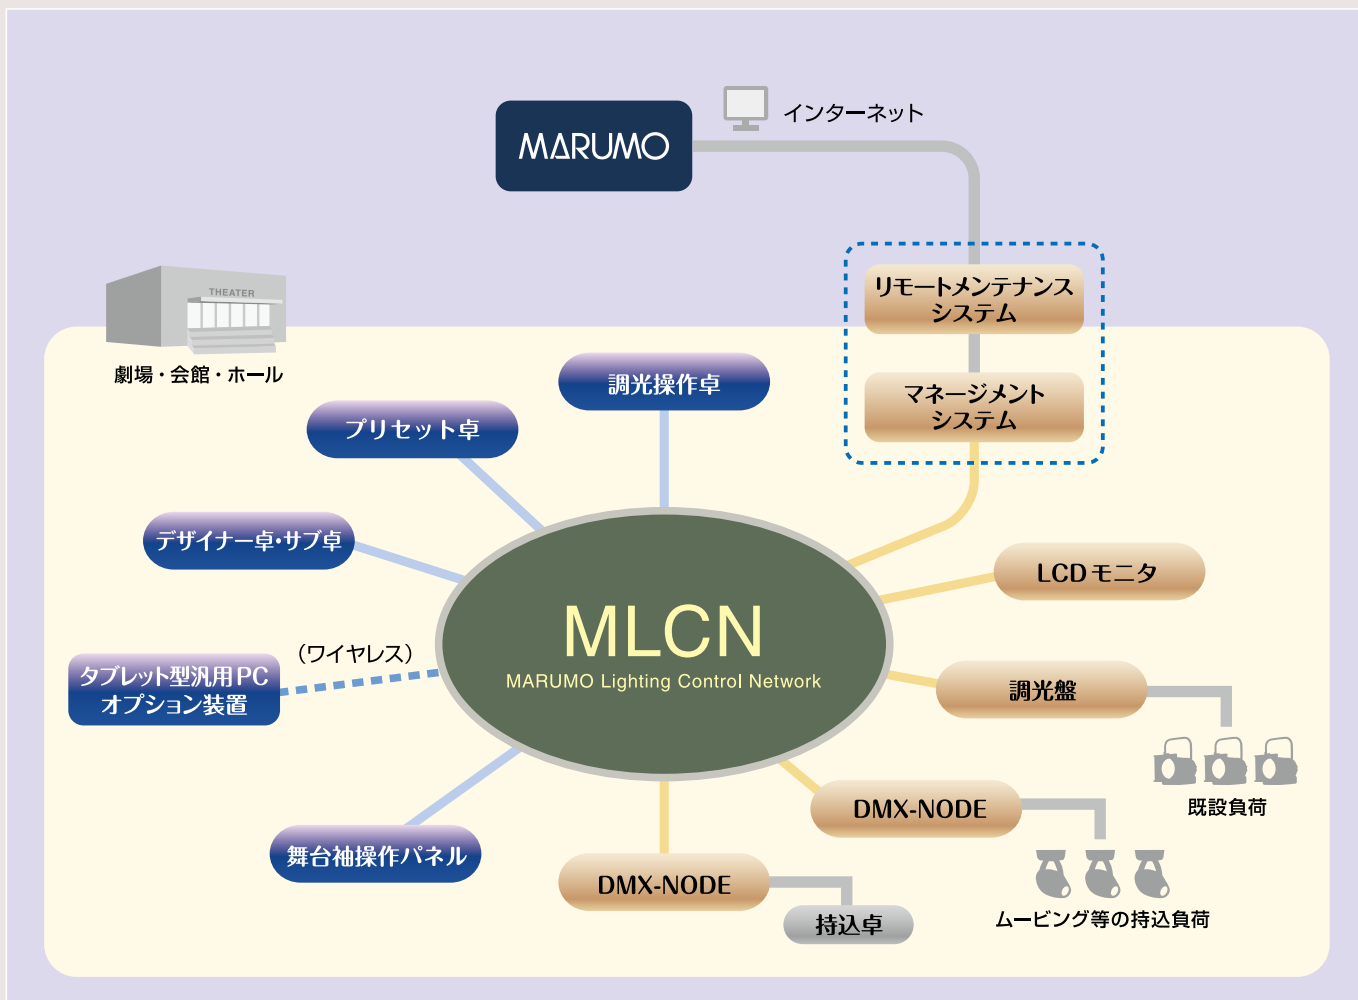 MARUMO
インターネット
リモートメンテナンス
システム
THEATER
劇場・会館・ホール
マネージメント
システム
調光操作卓
プリセット卓
デザイナー卓・サブ卓
LCDモニタ
MLCN
MARUMO Lighting Control Network
(ワイヤレス)
タブレット型汎用PC
オプション装置
調光盤
既設負荷
DMX-NODE
舞台袖操作パネル
DMX-NODE
持込卓
ムービング等の持込負荷